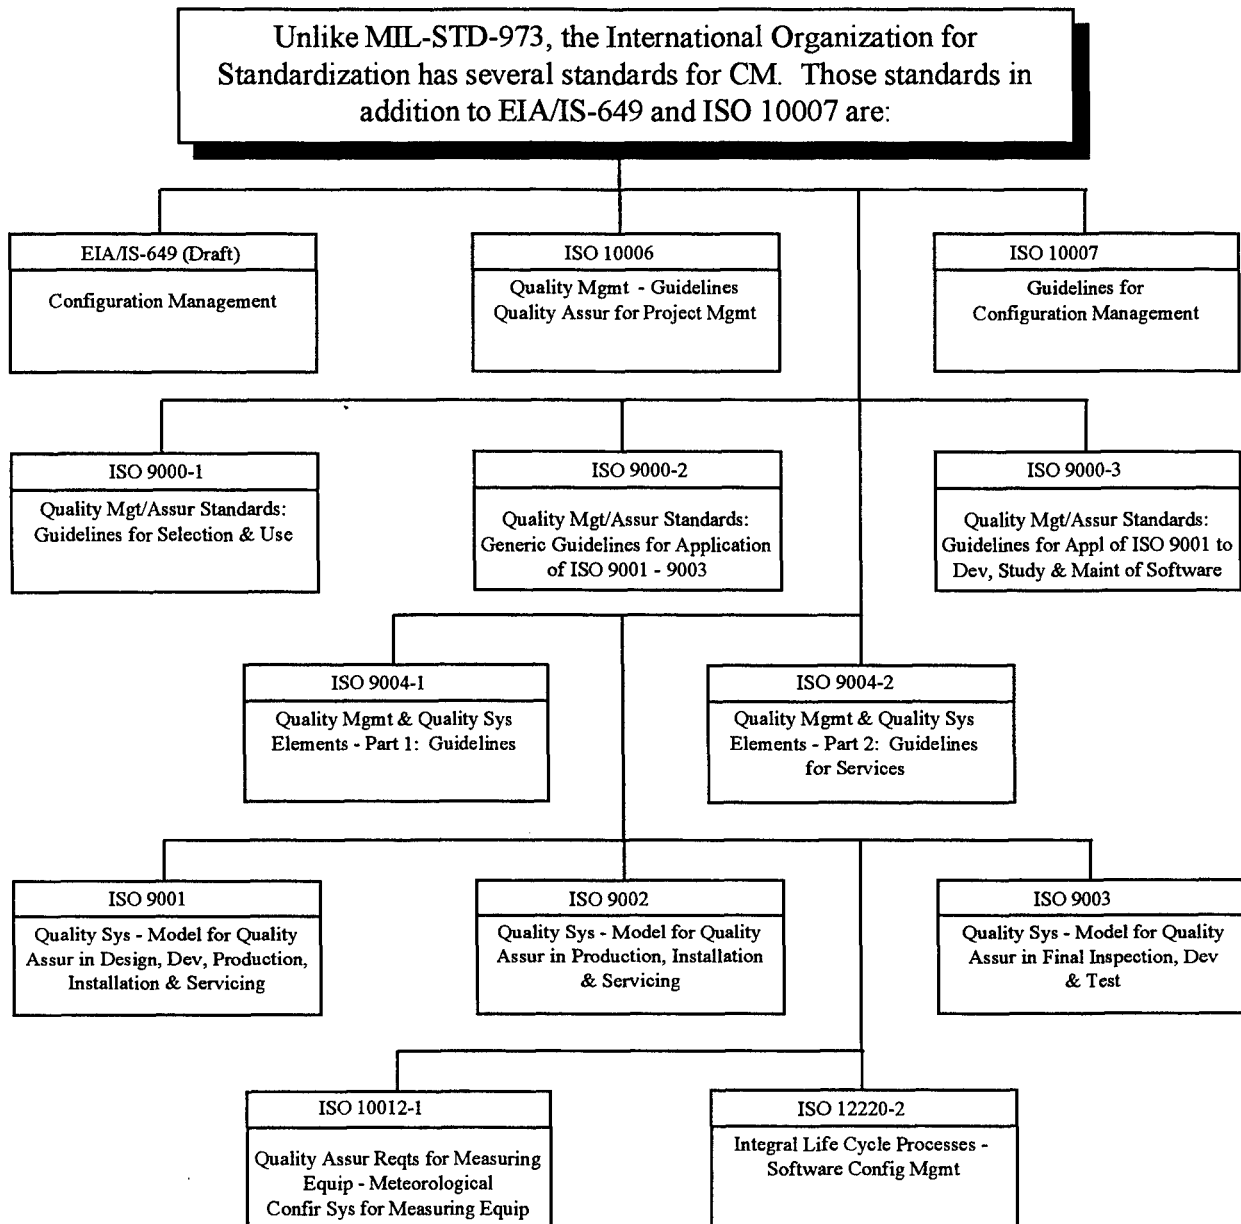 Unlike MIL-STD-973, the International Organization for
Standardization has several standards for CM. Those standards in
addition to EIA/IS-649 and ISO 10007 are:
EIA/IS-649 (Draft)
Configuration Management
ISO 10006
Quality Mgmt - Guidelines
Quality Assur for Project Mgmt
ISO 10007
Guidelines for
Configuration Management
ISO 9000-1
Quality Mgt/Assur Standards:
Guidelines for Selection & Use
ISO 9000-2
Quality Mgt/Assur Standards:
Generic Guidelines for Application
of ISO 9001 - 9003
ISO 9000-3
Quality Mgt/Assur Standards:
Guidelines for Appl of ISO 9001 to
Dev, Study & Maint of Software
ISO 9004-1
Quality Mgmt & Quality Sys
Elements - Part 1: Guidelines
ISO 9004-2
Quality Mgmt & Quality Sys
Elements - Part 2: Guidelines
for Services
ISO 9001
Quality Sys - Model for Quality
Assur in Design, Dev, Production,
Installation & Servicing
ISO 9002
Quality Sys - Model for Quality
Assur in Production, Installation
& Servicing
ISO 9003
Quality Sys - Model for Quality
Assur in Final Inspection, Dev
& Test
ISO 10012-1
Quality Assur Reqts for Measuring
Equip - Meteorological
Confir Sys for Measuring Equip
ISO 12220-2
Integral Life Cycle Processes -
Software Config Mgmt